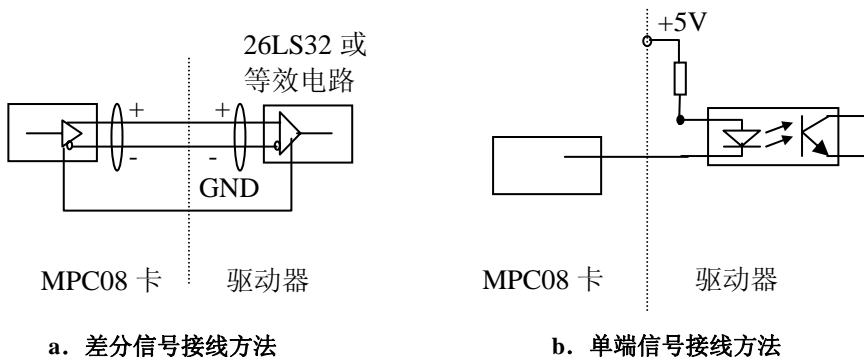 26LS32 或
等效电路
+ +
- -
GND
MPC08 卡 驱动器
a．差分信号接线方法
+5V
MPC08 卡 驱动器
b．单端信号接线方法